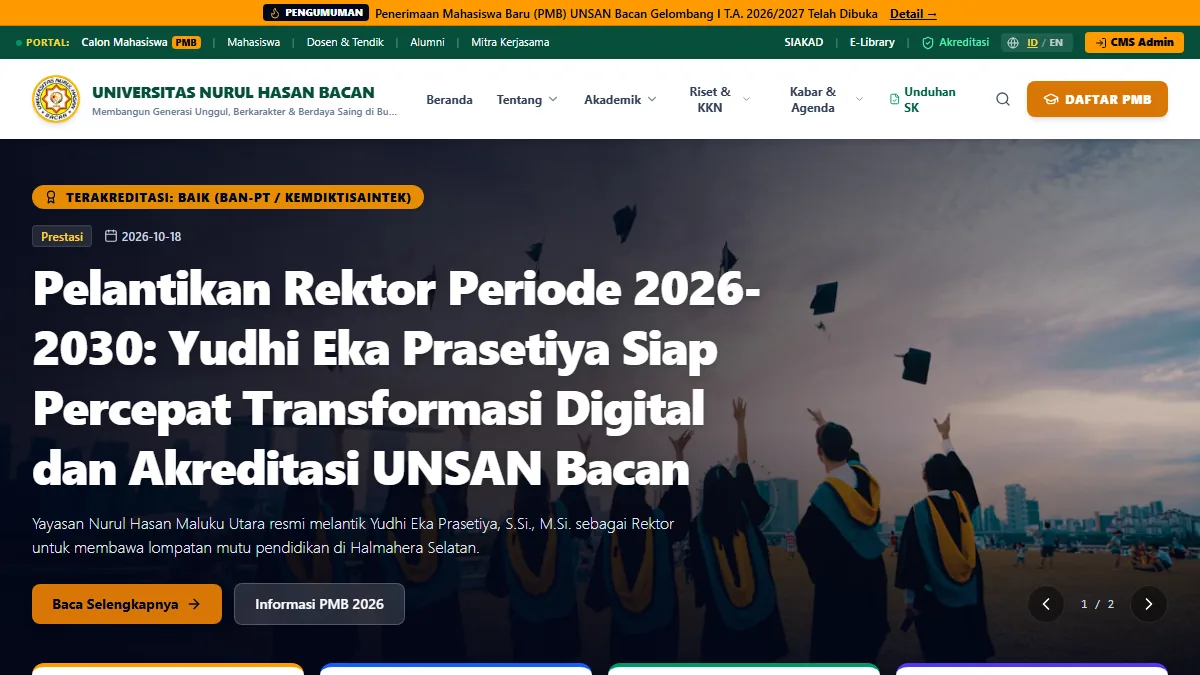 PENGUMUMAN Penerimaan Mahasiswa Baru (PMB) UNSAN Bacan Gelombang I T.A. 2026/2027 Telah Dibuka Detail →
PORTAL: Calon Mahasiswa PMB | Mahasiswa | Dosen & Tendik | Alumni | Mitra Kerjasama SIAKAD | E-Library | Akreditasi ID / EN CMS Admin
UNIVERSITAS NURUL HASAN BACAN
Membangun Generasi Unggul, Berkarakter & Berdaya Saing di Bu...
Beranda Tentang Akademik Riset & KKN Kabar & Agenda Unduhan SK DAFTAR PMB
TERAKREDITASI: BAIK (BAN-PT / KEMDIKTISAINTEK)
Prestasi 2026-10-18
Pelantikan Rektor Periode 2026-
2030: Yudhi Eka Prasetiya Siap
Percepat Transformasi Digital
dan Akreditasi UNSAN Bacan
Yayasan Nurul Hasan Maluku Utara resmi melantik Yudhi Eka Prasetiya, S.Si., M.Si. sebagai Rektor
untuk membawa lompatan mutu pendidikan di Halmahera Selatan.
Baca Selengkapnya → Informasi PMB 2026 1 / 2